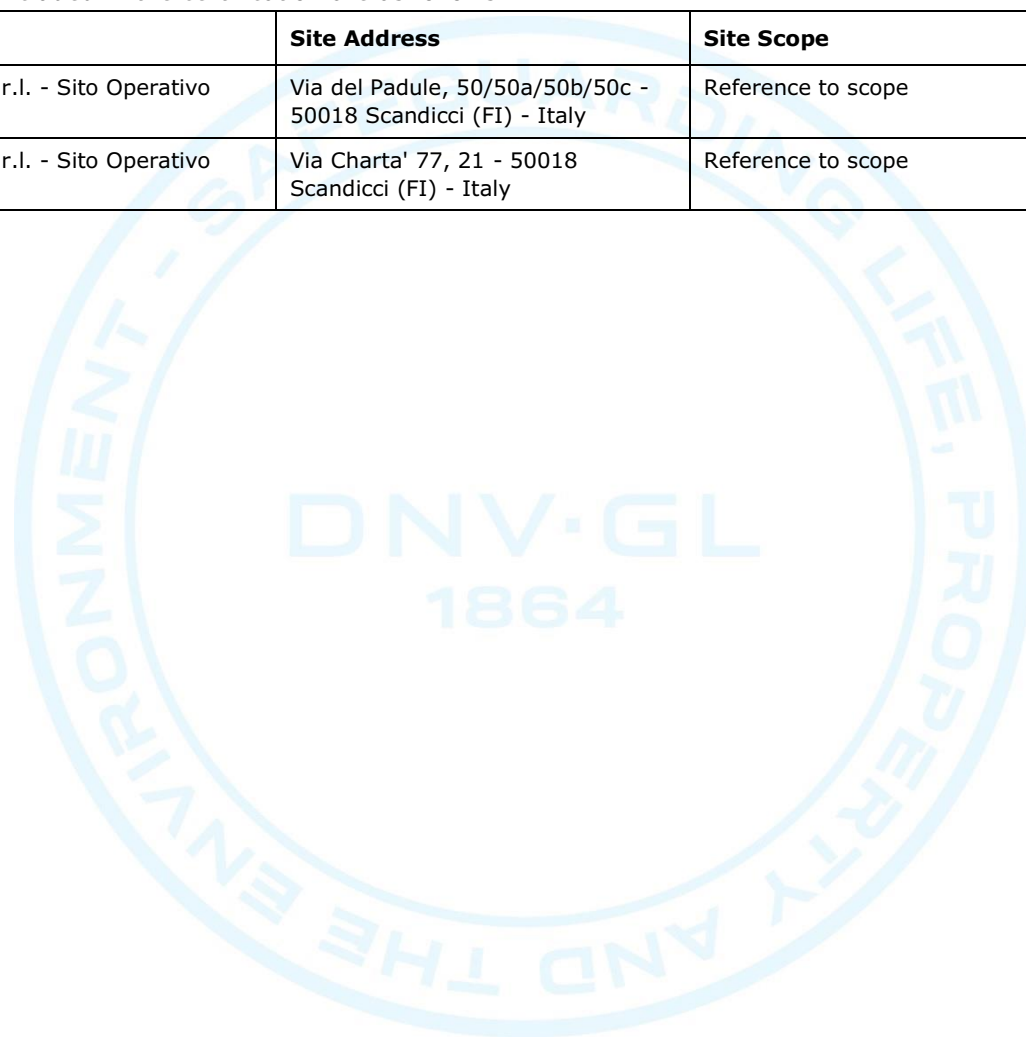 Site Address Site Scope
r.l. - Sito Operativo Via del Padule, 50/50a/50b/50c - Reference to scope
50018 Scandicci (FI) - Italy
r.l. - Sito Operativo Via Charta' 77, 21 - 50018 Reference to scope
Scandicci (FI) - Italy
SAFEGUARDING LIFE, PROPERTY AND THE ENVIRONMENT -
DNV·GL
1864